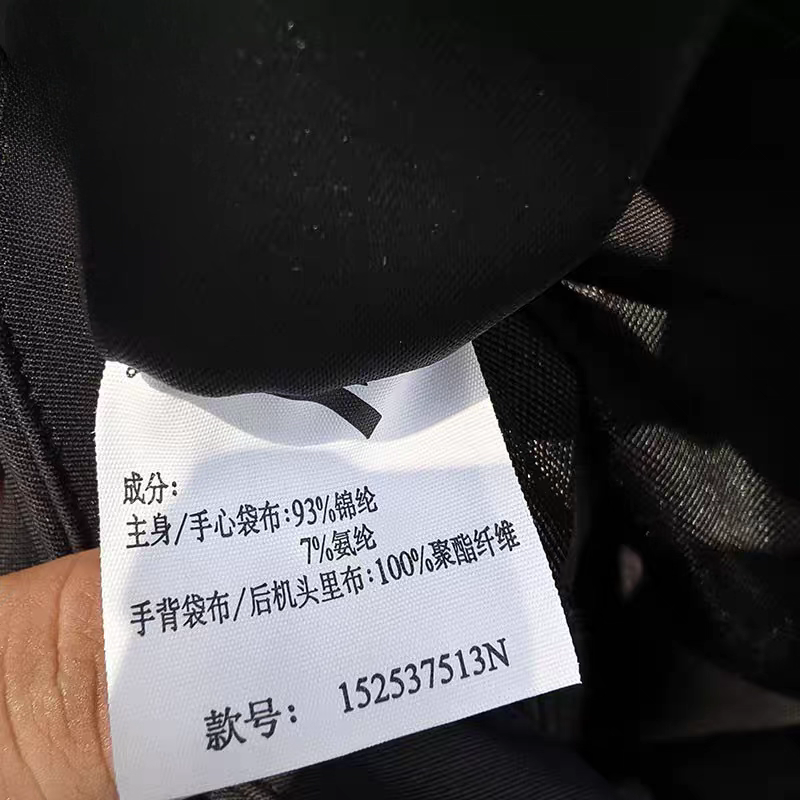 成分:
主身/手心袋布:93%锦纶
7%氨纶
手背袋布/后机头里布:100%聚酯纤维
款号: 152537513N